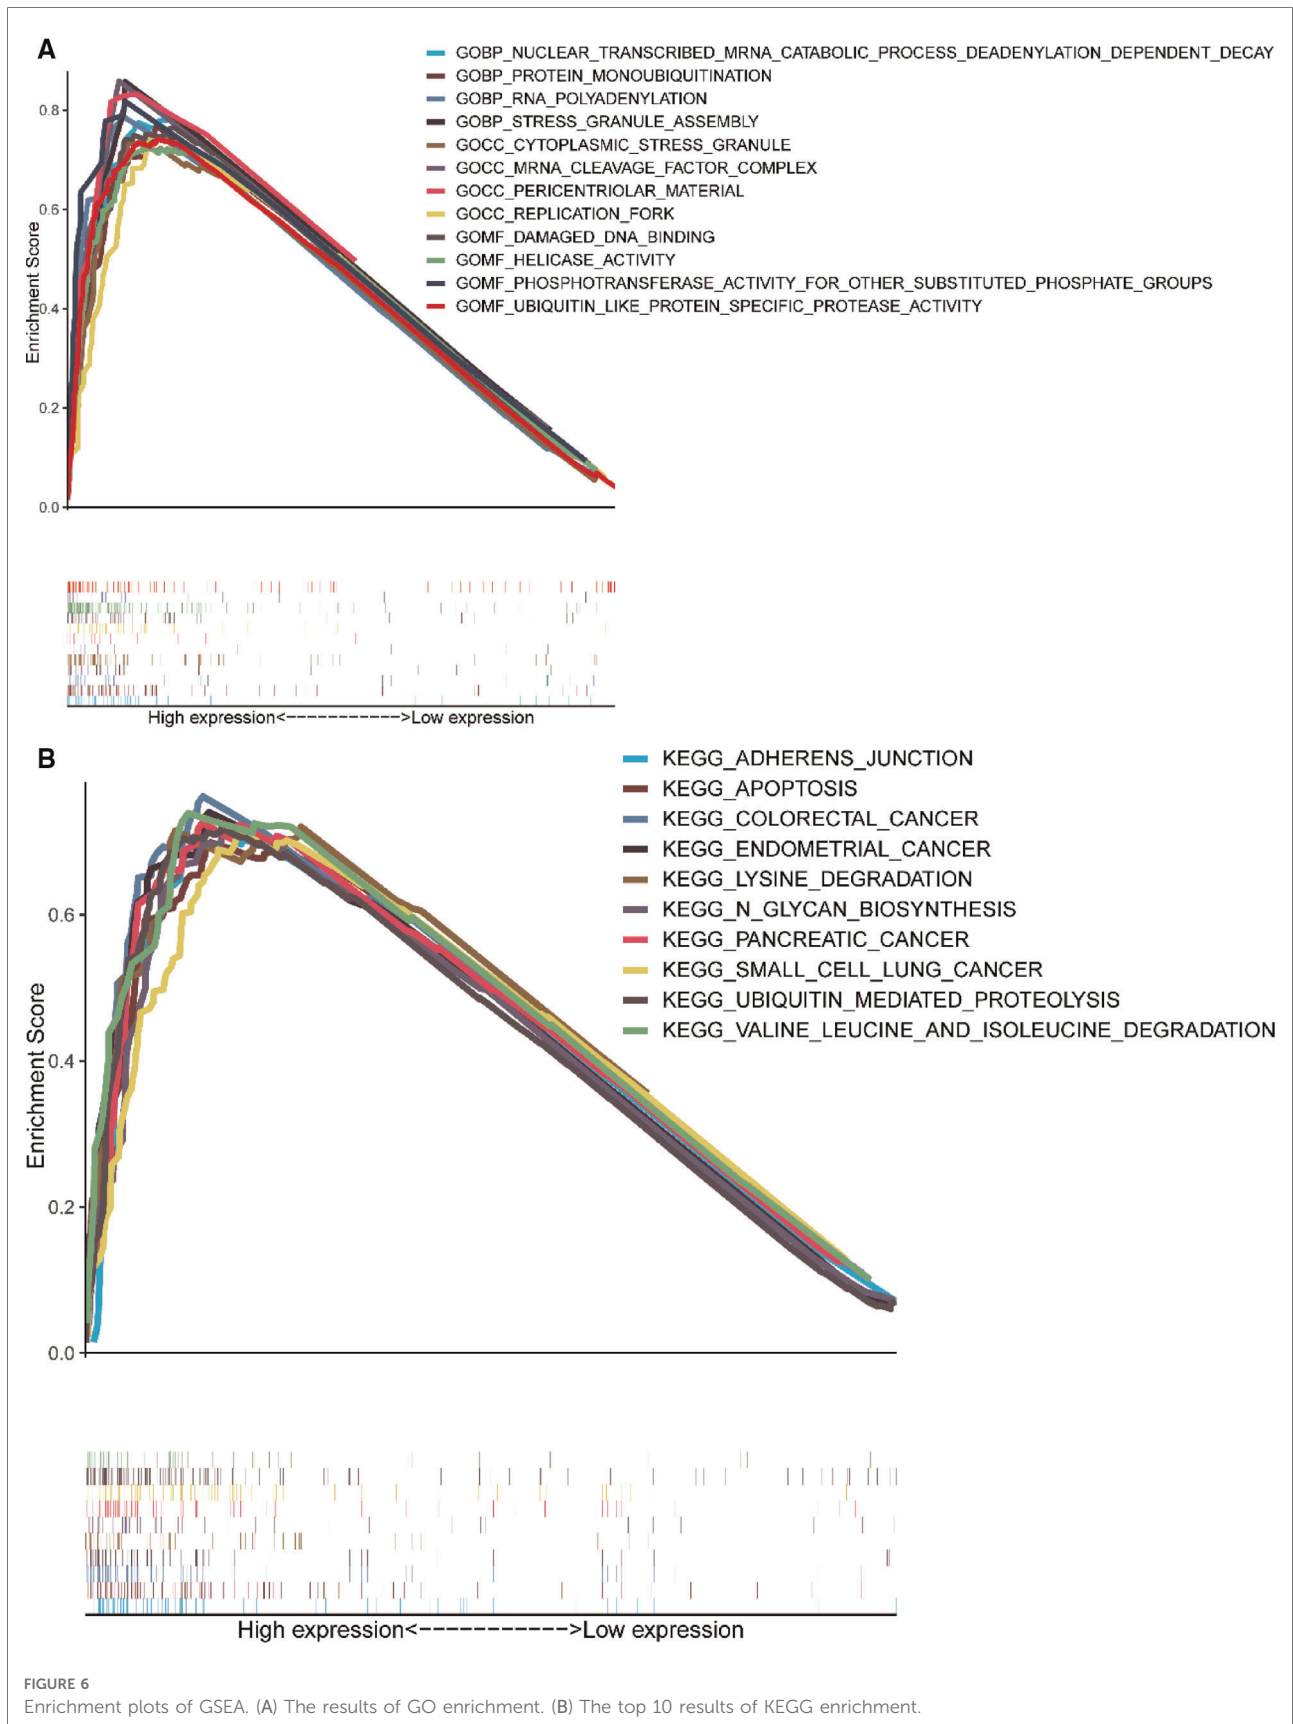 A
GOBP_NUCLEAR_TRANSCRIBED_MRNA_CATABOLIC_PROCESS_DEADENYLATION_DEPENDENT_DECAY
GOBP_PROTEIN_MONOUBIQUITINATION
GOBP_RNA_POLYADENYLATION
GOBP_STRESS_GRANULE_ASSEMBLY
GOCC_CYTOPLASMIC_STRESS_GRANULE
GOCC_MRNA_CLEAVAGE_FACTOR_COMPLEX
GOCC_PERICENTRIOLAR_MATERIAL
GOCC_REPLICATION_FORK
GOMF_DAMAGED_DNA_BINDING
GOMF_HELICASE_ACTIVITY
GOMF_PHOSPHOTRANSFERASE_ACTIVITY_FOR_OTHER_SUBSTITUTED_PHOSPHATE_GROUPS
GOMF_UBIQUITIN_LIKE_PROTEIN_SPECIFIC_PROTEASE_ACTIVITY
Enrichment Score
0.8
0.6
0.4
0.2
0.0
High expression<------------>Low expression
B
KEGG_ADHERENS_JUNCTION
KEGG_APOPTOSIS
KEGG_COLORECTAL_CANCER
KEGG_ENDOMETRIAL_CANCER
KEGG_LYSINE_DEGRADATION
KEGG_N_GLYCAN_BIOSYNTHESIS
KEGG_PANCREATIC_CANCER
KEGG_SMALL_CELL_LUNG_CANCER
KEGG_UBIQUITIN_MEDIATED_PROTEOLYSIS
KEGG_VALINE_LEUCINE_AND_ISOLEUCINE_DEGRADATION
Enrichment Score
0.6
0.4
0.2
0.0
High expression<------------>Low expression
FIGURE 6
Enrichment plots of GSEA. (A) The results of GO enrichment. (B) The top 10 results of KEGG enrichment.